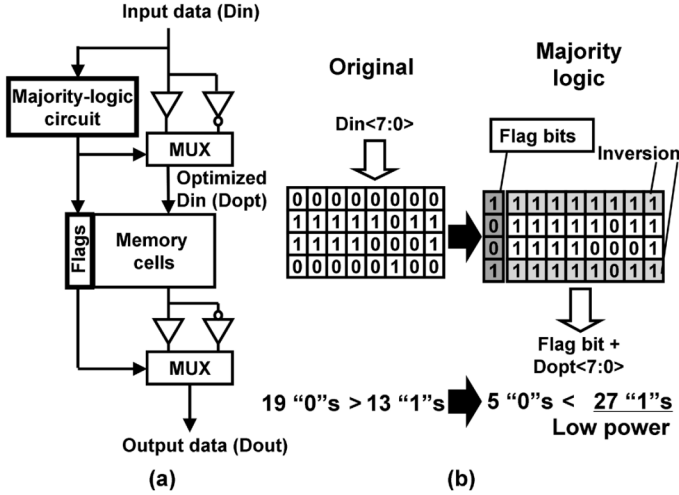 Input data (Din)
Majority-logic
circuit
MUX
Optimized
Din (Dopt)
Flags
Memory
cells
MUX
Output data (Dout)
(a)
Original
Majority
logic
Din<7:0>
Flag bits
Inversion
0 0 0 0 0 0 0 0
1 1 1 1 1 0 1 1
1 1 1 1 0 0 0 1
0 0 0 0 0 1 0 0
1 1 1 1 1 1 1 1 1
0 1 1 1 1 1 0 1 1
0 1 1 1 1 0 0 0 1
1 1 1 1 1 1 0 1 1
Flag bit +
Dopt<7:0>
19 “0”s > 13 “1”s
5 “0”s < 27 “1”s
Low power
(b)